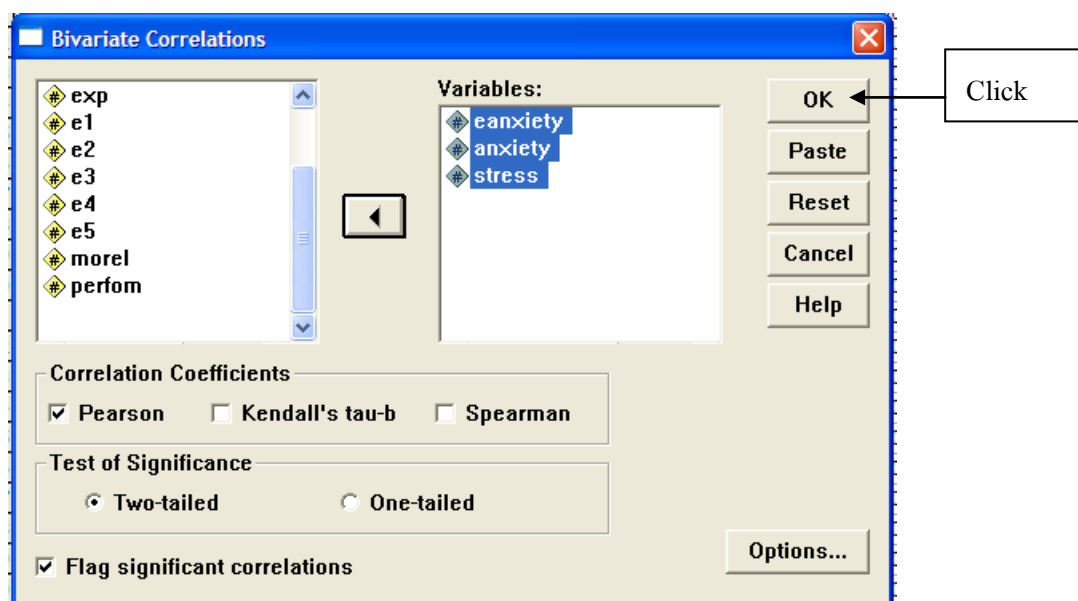 Bivariate Correlations
exp
e1
e2
e3
e4
e5
morel
perfom
Variables:
eanxiety
anxiety
stress
OK
Paste
Reset
Cancel
Help
Click
Correlation Coefficients
Pearson Kendall's tau-b Spearman
Test of Significance
Two-tailed One-tailed
Flag significant correlations
Options...